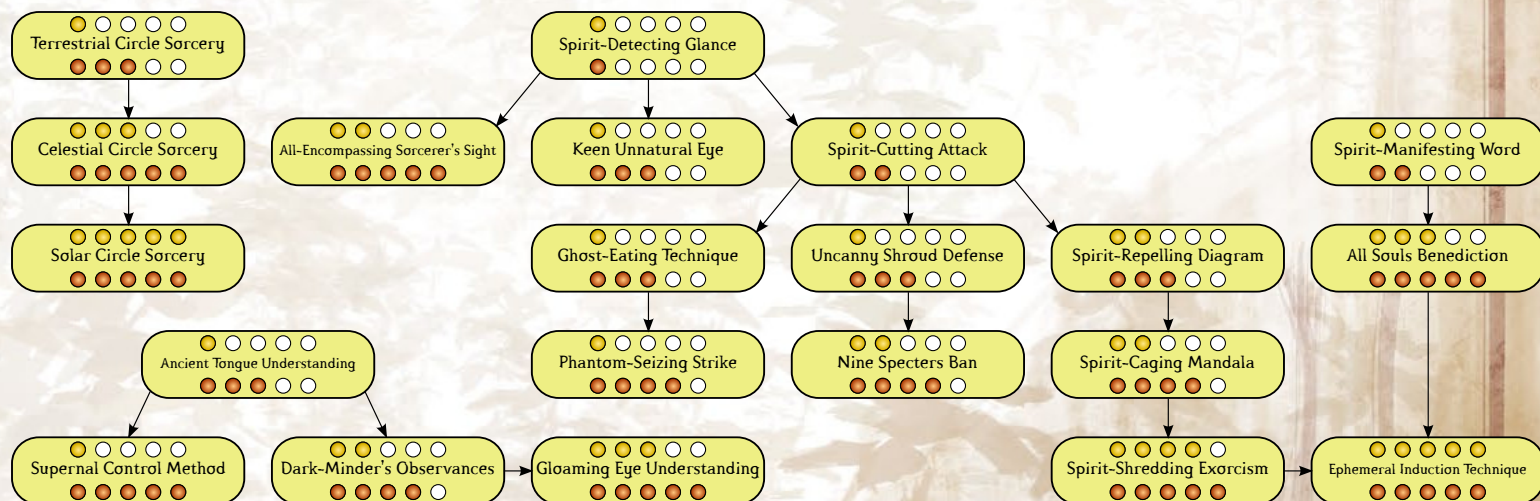 Terrestrial Circle Sorcery
Spirit-Detecting Glance
Celestial Circle Sorcery
All-Encompassing Sorcerer's Sight
Keen Unnatural Eye
Spirit-Cutting Attack
Spirit-Manifesting Word
Solar Circle Sorcery
Ghost-Eating Technique
Uncanny Shroud Defense
Spirit-Repelling Diagram
All Souls Benediction
Ancient Tongue Understanding
Phantom-Seizing Strike
Nine Specters Ban
Spirit-Caging Mandala
Supernal Control Method
Dark-Minder's Observances
Gloaming Eye Understanding
Spirit-Shredding Exorcism
Ephemeral Induction Technique